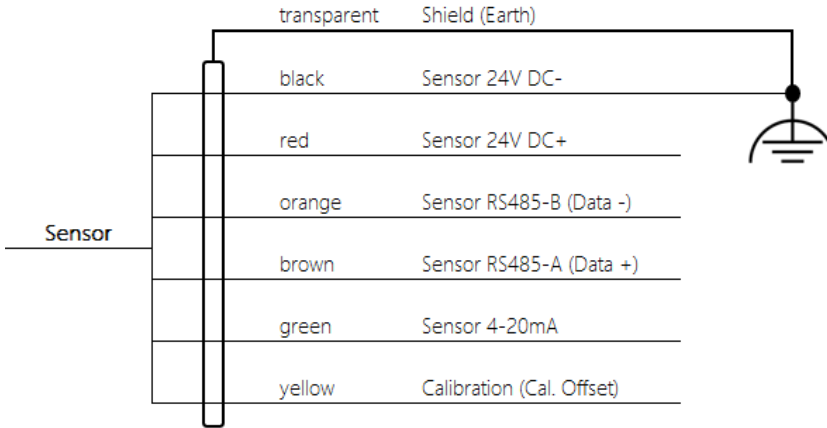 transparent Shield (Earth)
black Sensor 24V DC-
red Sensor 24V DC+
orange Sensor RS485-B (Data -)
Sensor
brown Sensor RS485-A (Data +)
green Sensor 4-20mA
yellow Calibration (Cal. Offset)